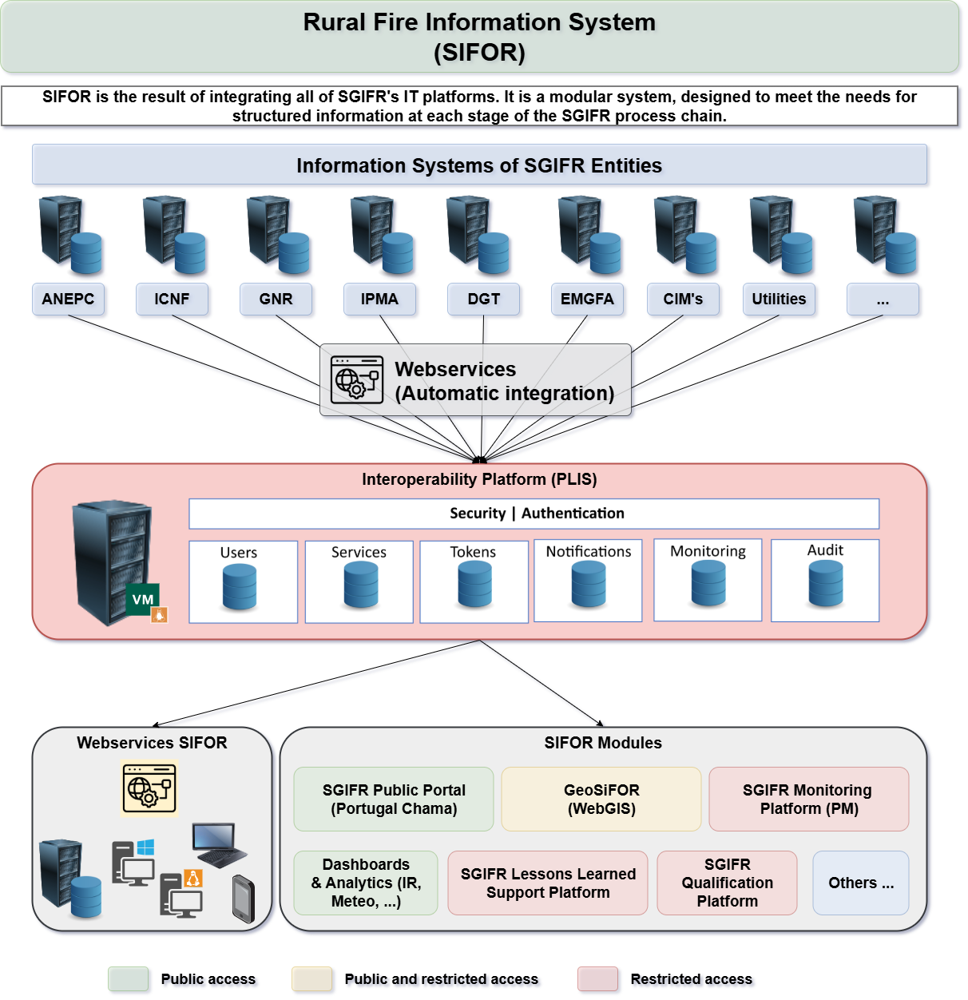 Rural Fire Information System
(SIFOR)
SIFOR is the result of integrating all of SGIFR's IT platforms. It is a modular system, designed to meet the needs for
structured information at each stage of the SGIFR process chain.
Information Systems of SGIFR Entities
ANEPC
ICNF
GNR
IPMA
DGT
EMGFA
CIM's
Utilities
...
Webservices
(Automatic integration)
Interoperability Platform (PLIS)
Security | Authentication
Users
Services
Tokens
Notifications
Monitoring
Audit
VM
Webservices SIFOR
SIFOR Modules
SGIFR Public Portal
(Portugal Chama)
GeoSiFOR
(WebGIS)
SGIFR Monitoring
Platform (PM)
Dashboards
& Analytics (IR,
Meteo, ...)
SGIFR Lessons Learned
Support Platform
SGIFR
Qualification
Platform
Others ...
Public access
Public and restricted access
Restricted access